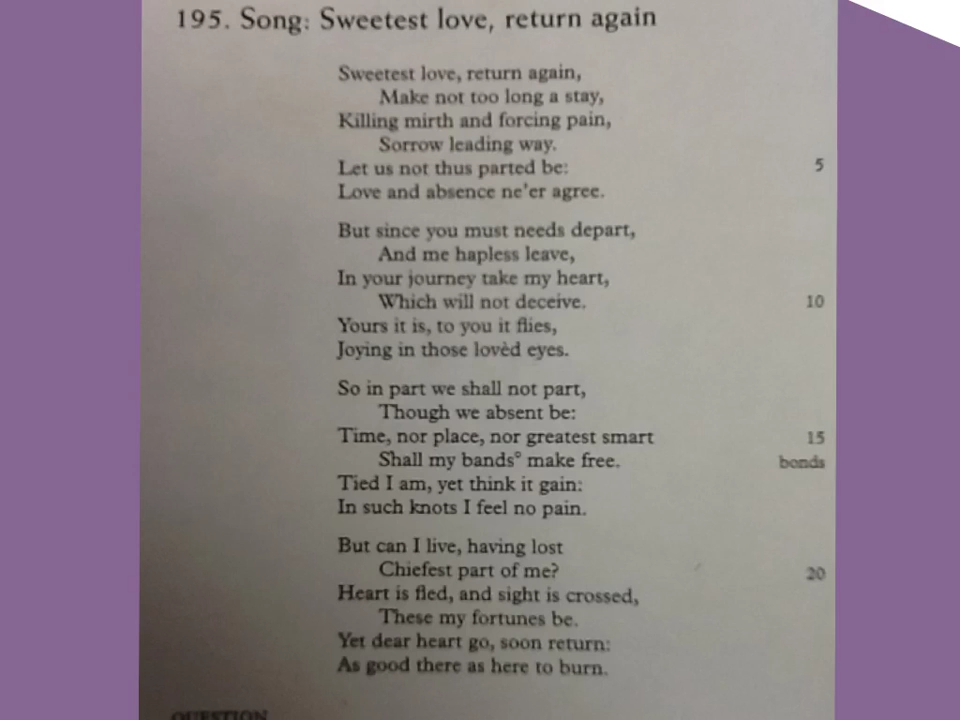 195. Song: Sweetest love, return again
Sweetest love, return again,
Make not too long a stay,
Killing mirth and forcing pain,
Sorrow leading way.
Let us not thus parted be: 5
Love and absence ne'er agree.
But since you must needs depart,
And me hapless leave,
In your journey take my heart,
Which will not deceive. 10
Yours it is, to you it flies,
Joying in those lovèd eyes.
So in part we shall not part,
Though we absent be:
Time, nor place, nor greatest smart 15
Shall my bands° make free. bonds
Tied I am, yet think it gain:
In such knots I feel no pain.
But can I live, having lost
Chiefest part of me? 20
Heart is fled, and sight is crossed,
These my fortunes be.
Yet dear heart go, soon return:
As good there as here to burn.
QUESTION